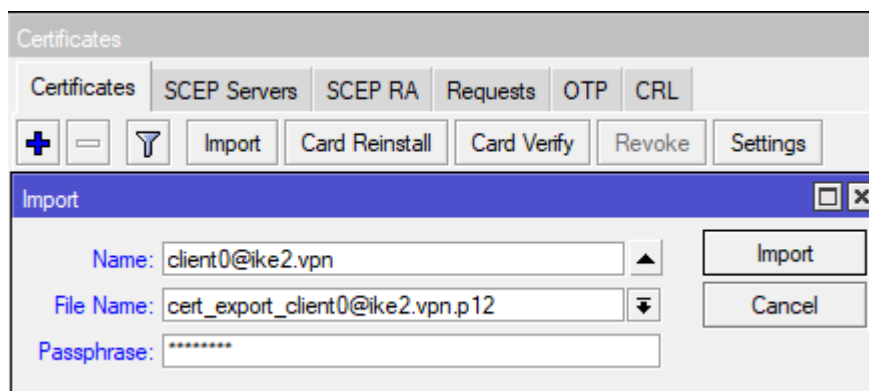 Certificates
Certificates SCEP Servers SCEP RA Requests OTP CRL
Import Card Reinstall Card Verify Revoke Settings
Import
Name: client0@ike2.vpn Import
File Name: cert_export_client0@ike2.vpn.p12 Cancel
Passphrase: ********